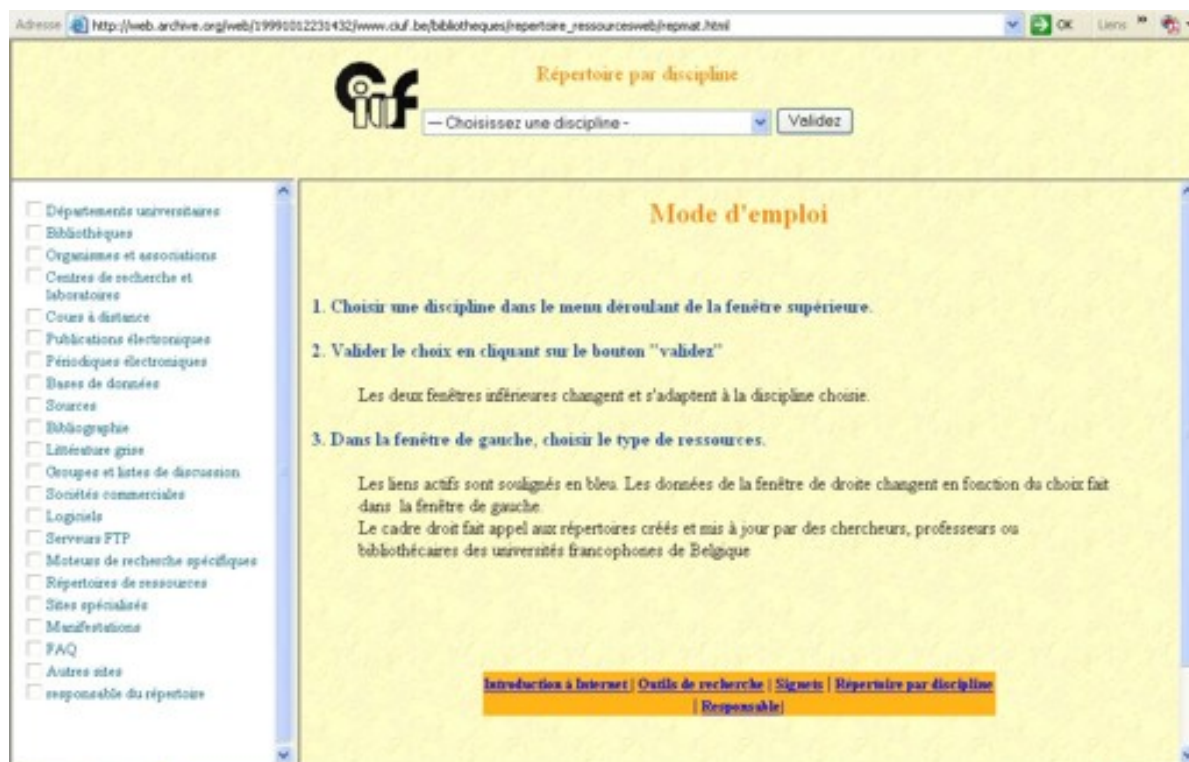 Adresse http://web.archive.org/web/19991012231432/www.ciuf.be/bibliotheques/repertoire_ressourcesweb/repmat.html OK Liens »
Ciuf
Répertoire par discipline
--- Choisissez une discipline - Validez
Départements universitaires
Bibliothèques
Organismes et associations
Centres de recherche et
laboratoires
Cours à distance
Publications électroniques
Périodiques électroniques
Bases de données
Sources
Bibliographie
Littérature grise
Groupes et listes de discussion
Sociétés commerciales
Logiciels
Serveurs FTP
Moteurs de recherche spécifiques
Répertoires de ressources
Sites spécialisés
Manifestations
FAQ
Autres sites
responsable du répertoire
Mode d'emploi
1. Choisir une discipline dans le menu déroulant de la fenêtre supérieure.
2. Valider le choix en cliquant sur le bouton "validez"
Les deux fenêtres inférieures changent et s'adaptent à la discipline choisie.
3. Dans la fenêtre de gauche, choisir le type de ressources.
Les liens actifs sont soulignés en bleu. Les données de la fenêtre de droite changent en fonction du choix fait
dans la fenêtre de gauche.
Le cadre droit fait appel aux répertoires créés et mis à jour par des chercheurs, professeurs ou
bibliothécaires des universités francophones de Belgique
Introduction à Internet | Outils de recherche | Signets | Répertoire par discipline
| Responsable|